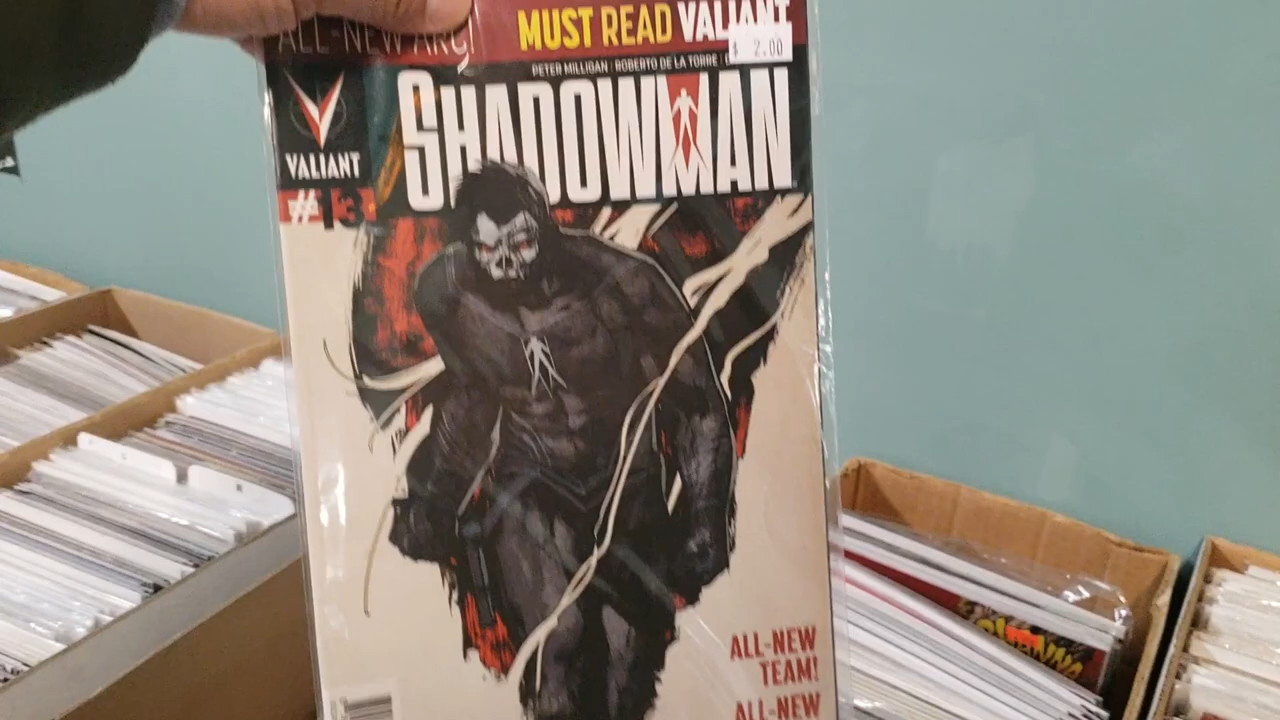 ALL-NEW ARC!
MUST READ VALIANT
$ 2.00
PETER MILLIGAN | ROBERTO DE LA TORRE |
SHADOWMAN
VALIANT
#13
ALL-NEW
TEAM!
ALL-NEW